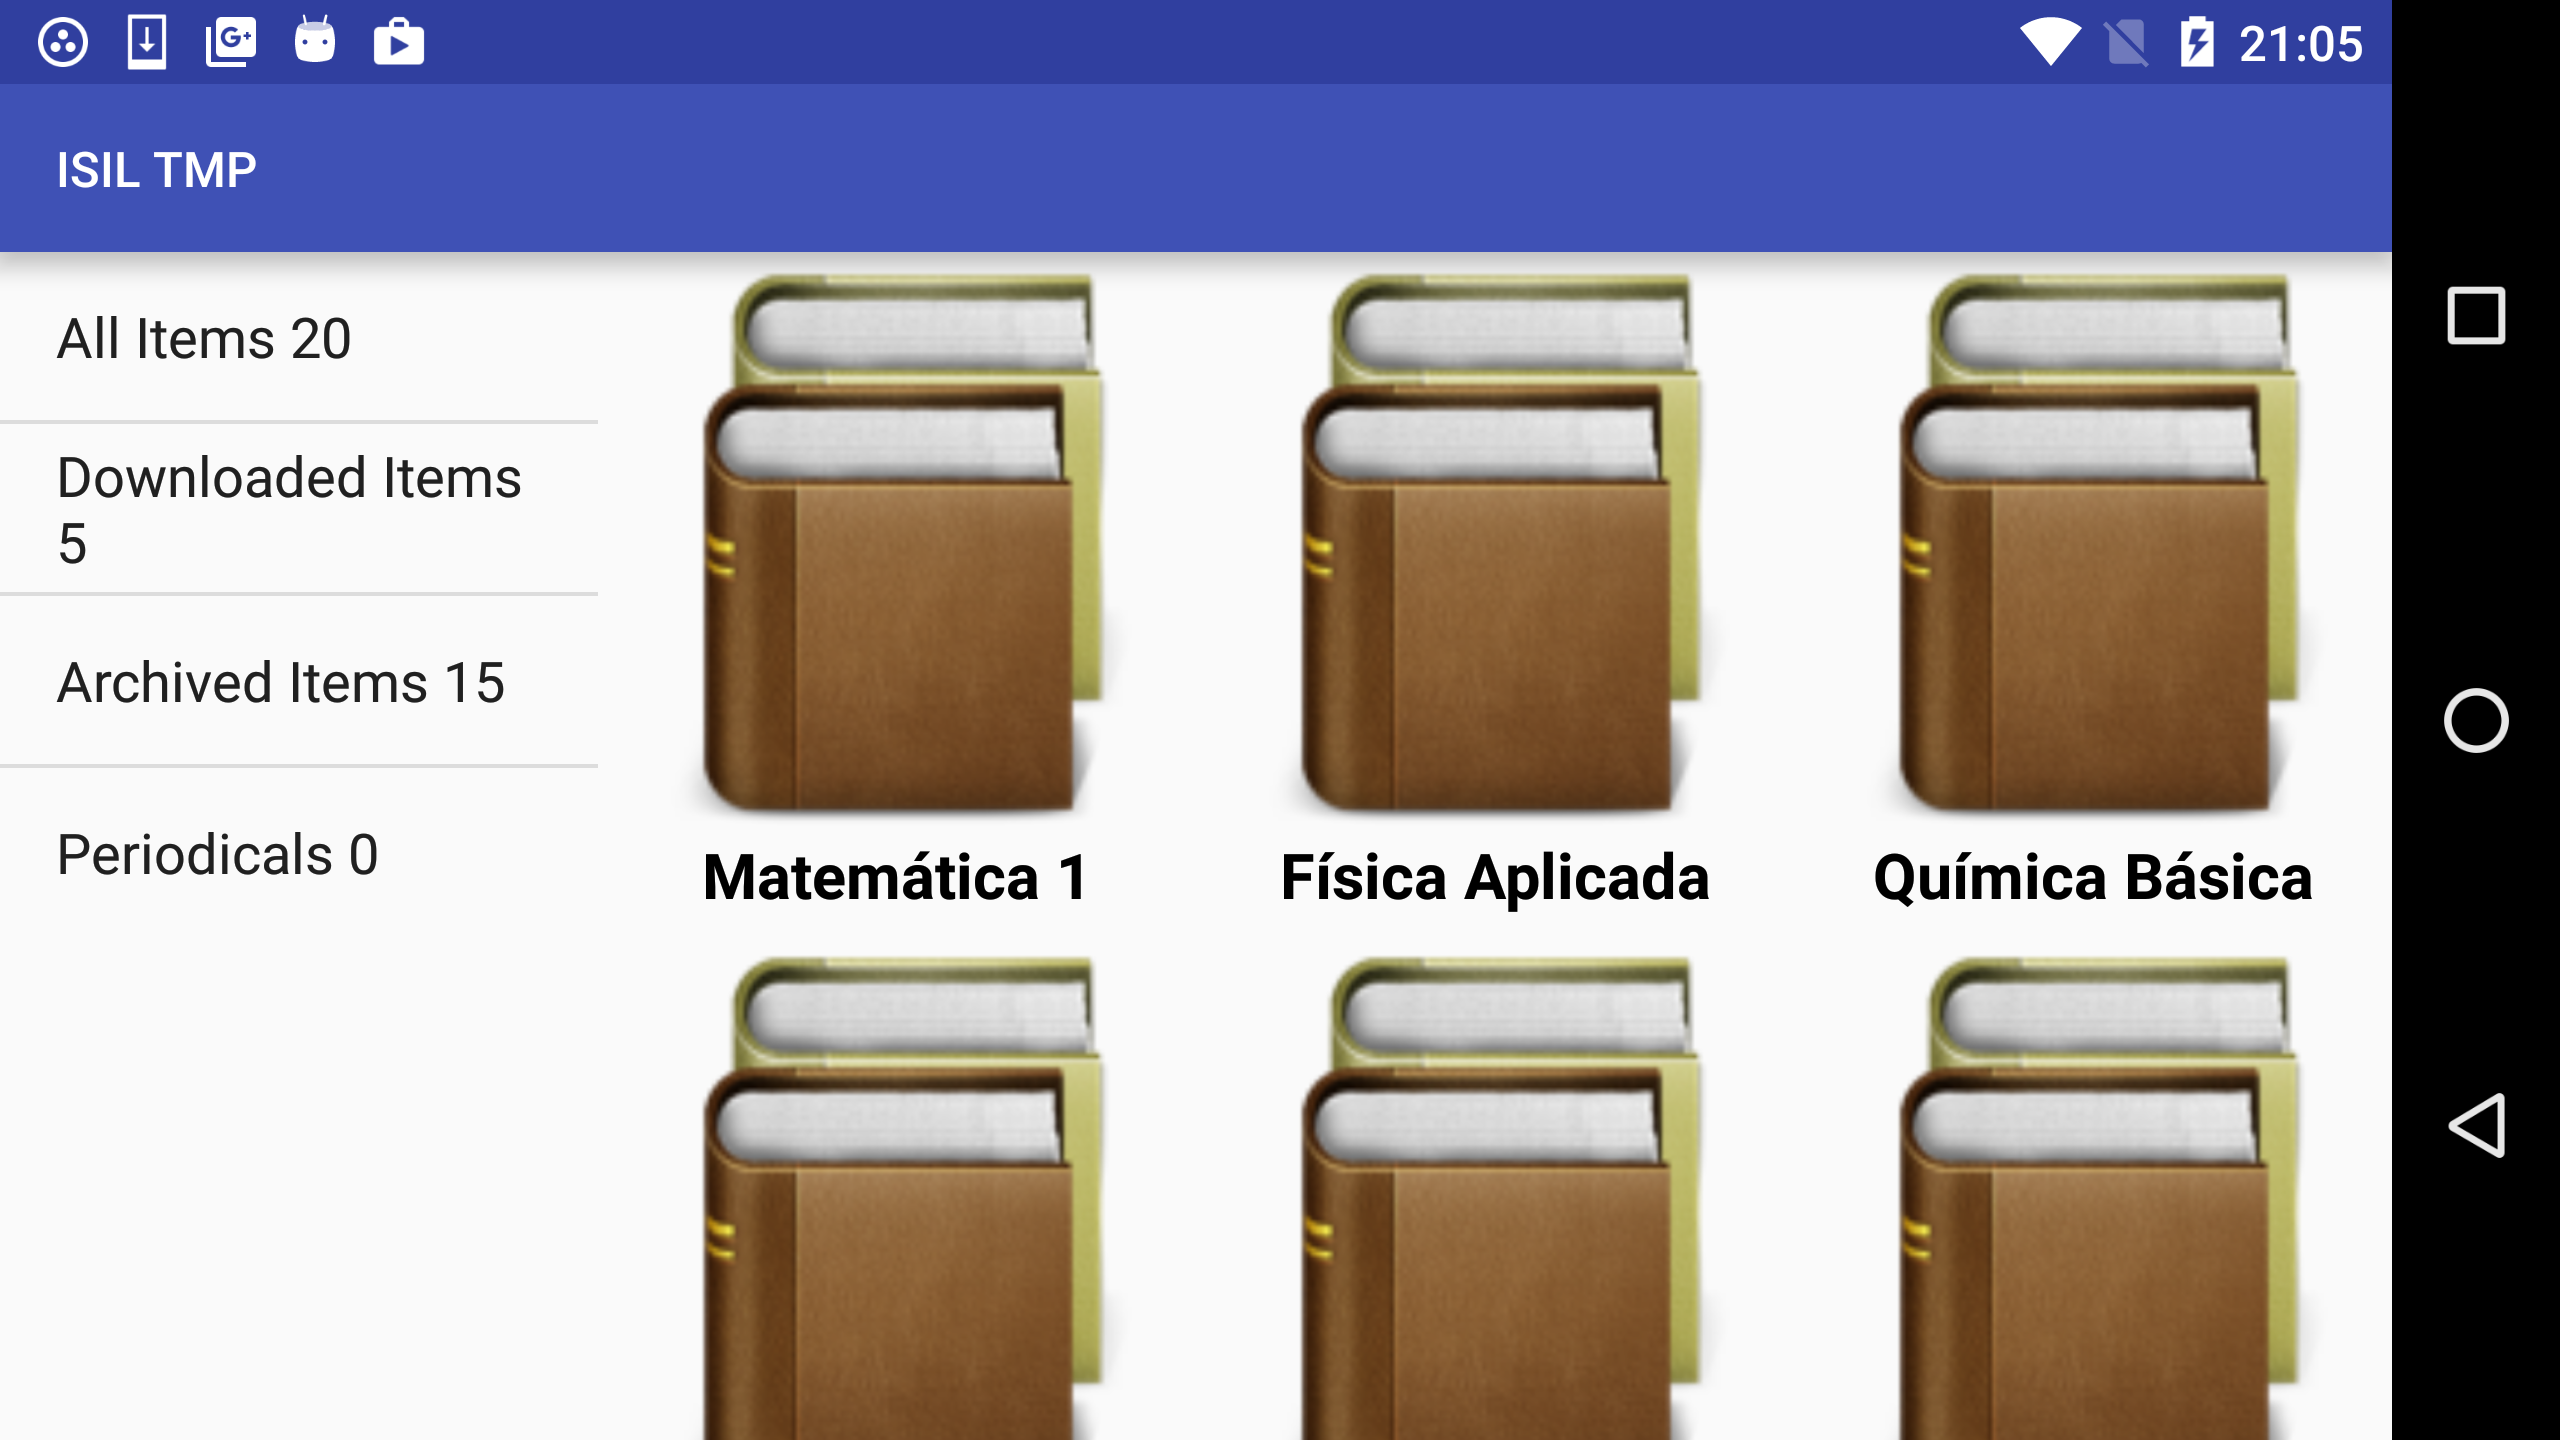 21:05
ISIL TMP
All Items 20
Downloaded Items
5
Archived Items 15
Periodicals 0
Matemática 1
Física Aplicada
Química Básica